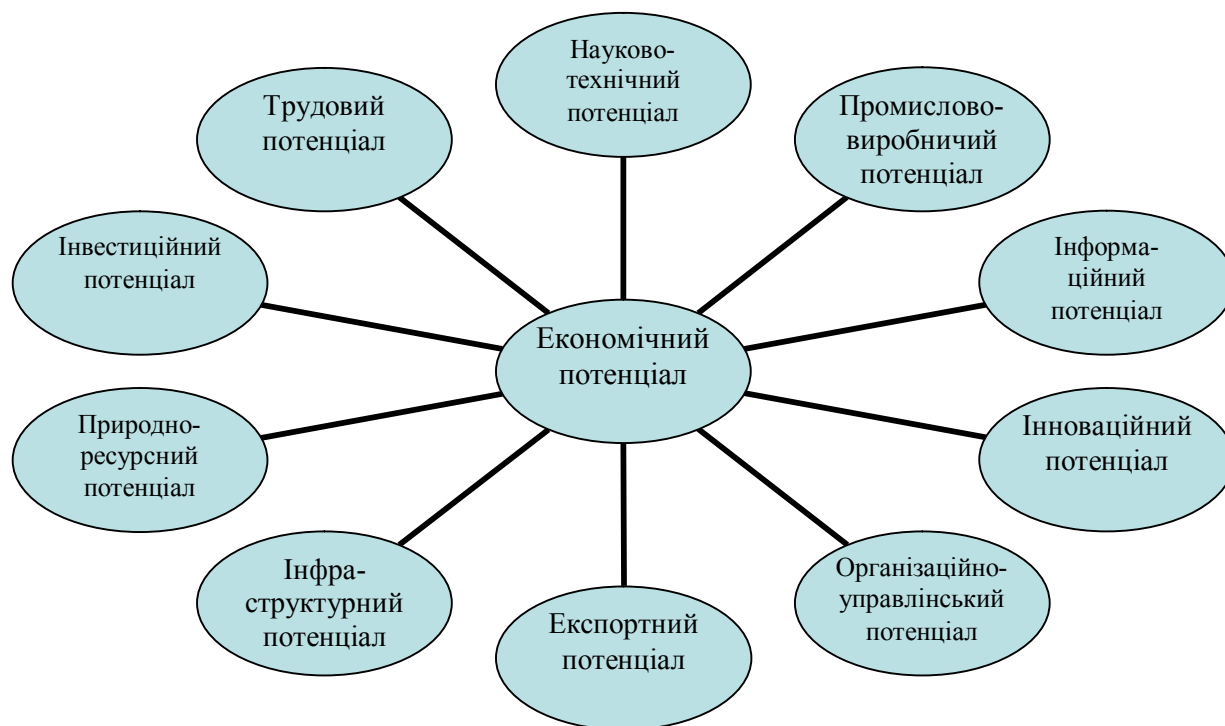 Науково-
технічний
потенціал
Трудовий
потенціал
Промислово-
виробничий
потенціал
Інвестиційний
потенціал
Інформа-
ційний
потенціал
Економічний
потенціал
Природно-
ресурсний
потенціал
Інноваційний
потенціал
Інфра-
структурний
потенціал
Експортний
потенціал
Організаційно-
управлінський
потенціал